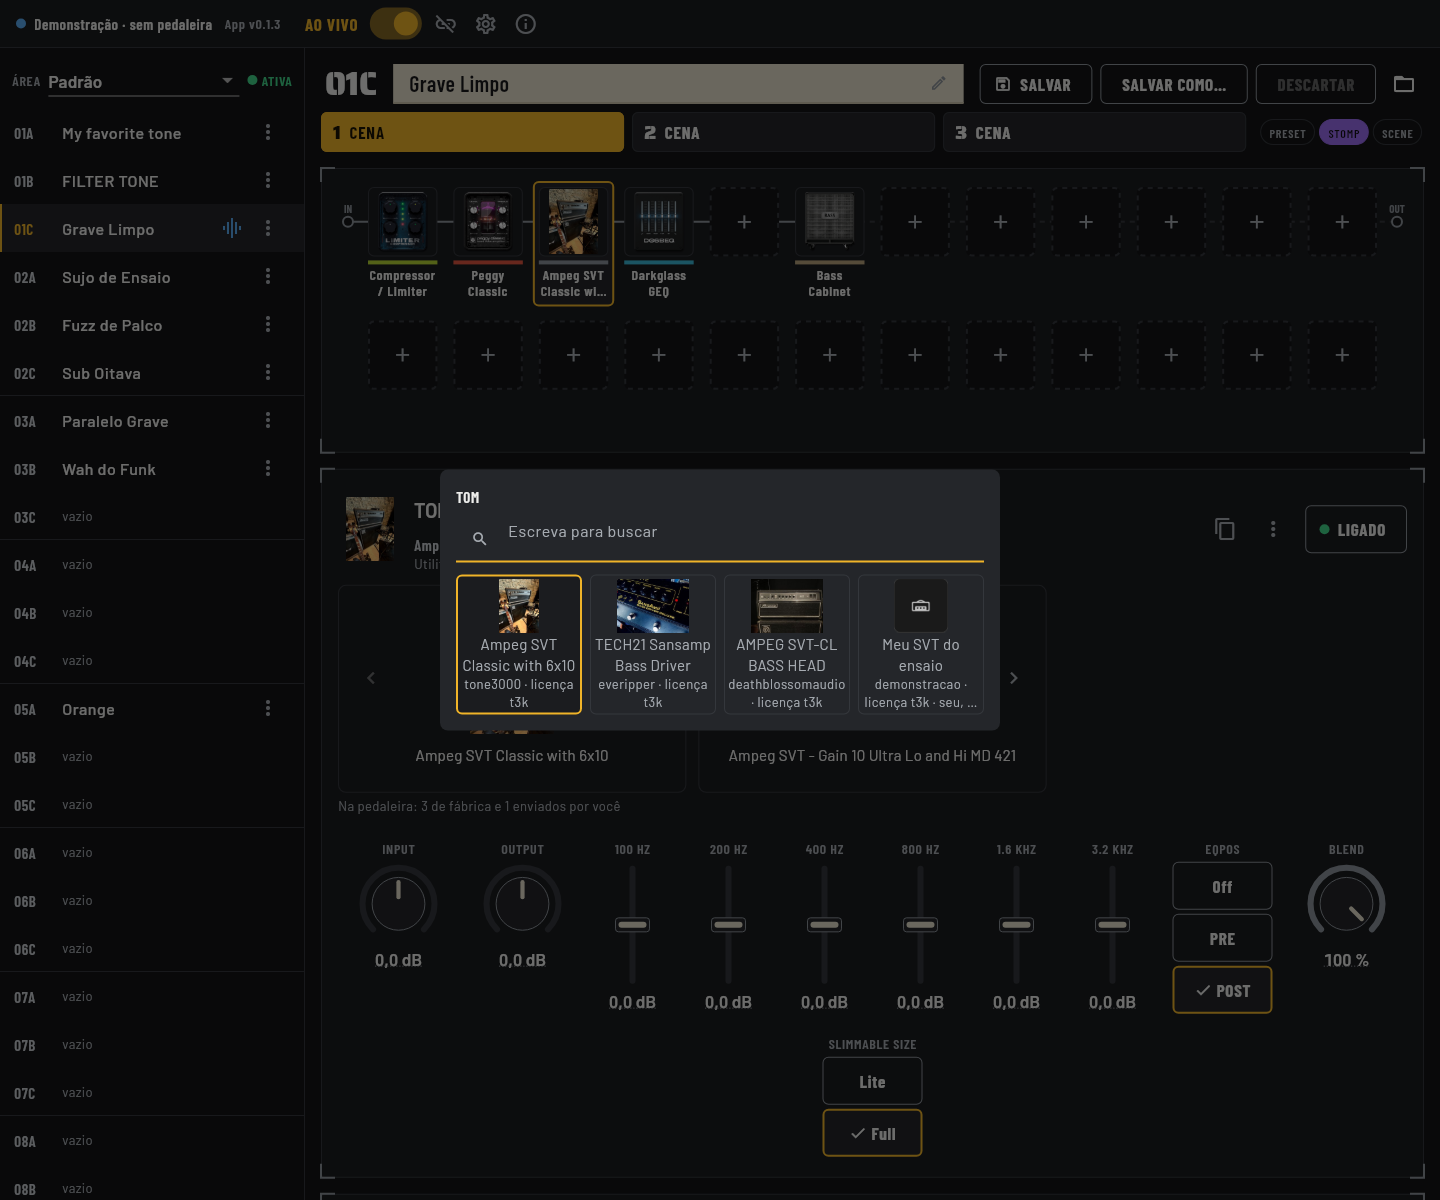 Demonstração · sem pedaleira App v0.1.3 AO VIVO
ÁREA Padrão ATIVA
01A My favorite tone
01B FILTER TONE
01C Grave Limpo
02A Sujo de Ensaio
02B Fuzz de Palco
02C Sub Oitava
03A Paralelo Grave
03B Wah do Funk
03C vazio
04A vazio
04B vazio
04C vazio
05A Orange
05B vazio
05C vazio
06A vazio
06B vazio
06C vazio
07A vazio
07B vazio
07C vazio
08A vazio
08B vazio
01C Grave Limpo SALVAR SALVAR COMO... DESCARTAR
1 CENA 2 CENA 3 CENA PRESET STOMP SCENE
IN OUT
LIMITER
BASS
Compressor
/ Limiter
Peggy
Classic
Ampeg SVT
Classic wi...
Darkglass
GEQ
Bass
Cabinet
TOM
Escreva para buscar
Ampeg SVT
Classic with 6x10
tone3000 · licença
t3k
TECH21 Sansamp
Bass Driver
everipper · licença
t3k
AMPEG SVT-CL
BASS HEAD
deathblossomaudio
· licença t3k
Meu SVT do
ensaio
demonstracao ·
licença t3k · seu, ...
LIGADO
Ampeg SVT Classic with 6x10
Ampeg SVT - Gain 10 Ultra Lo and Hi MD 421
Na pedaleira: 3 de fábrica e 1 enviados por você
INPUT OUTPUT 100 HZ 200 HZ 400 HZ 800 HZ 1.6 KHZ 3.2 KHZ EQPOS BLEND
Off
PRE
POST
0,0 dB 0,0 dB 100 %
0,0 dB 0,0 dB 0,0 dB 0,0 dB 0,0 dB 0,0 dB
SLIMMABLE SIZE
Lite
Full